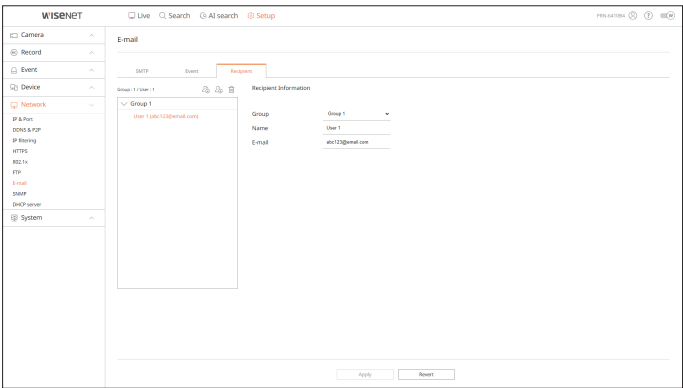 WISENET
Live Search AI search Setup
PRN-6410B4
Camera
Record
Event
Device
Network
IP & Port
DDNS & P2P
IP filtering
HTTPS
802.1x
FTP
E-mail
SNMP
DHCP server
System
E-mail
SMTP Event Recipient
Group : 1 / User : 1
Group 1
User 1 (abc123@email.com)
Recipient Information
Group Group 1
Name User 1
E-mail abc123@email.com
Apply Revert